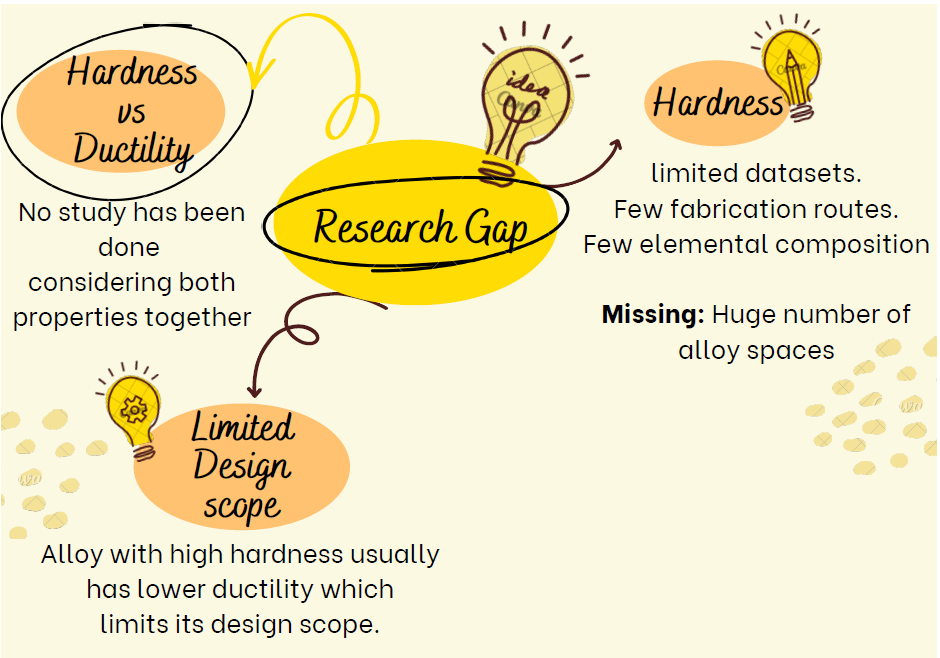 Hardness
vs
Ductility
No study has been
done
considering both
properties together
idea
Research Gap
Hardness
limited datasets.
Few fabrication routes.
Few elemental composition
Missing: Huge number of
alloy spaces
Limited
Design
scope
Alloy with high hardness usually
has lower ductility which
limits its design scope.